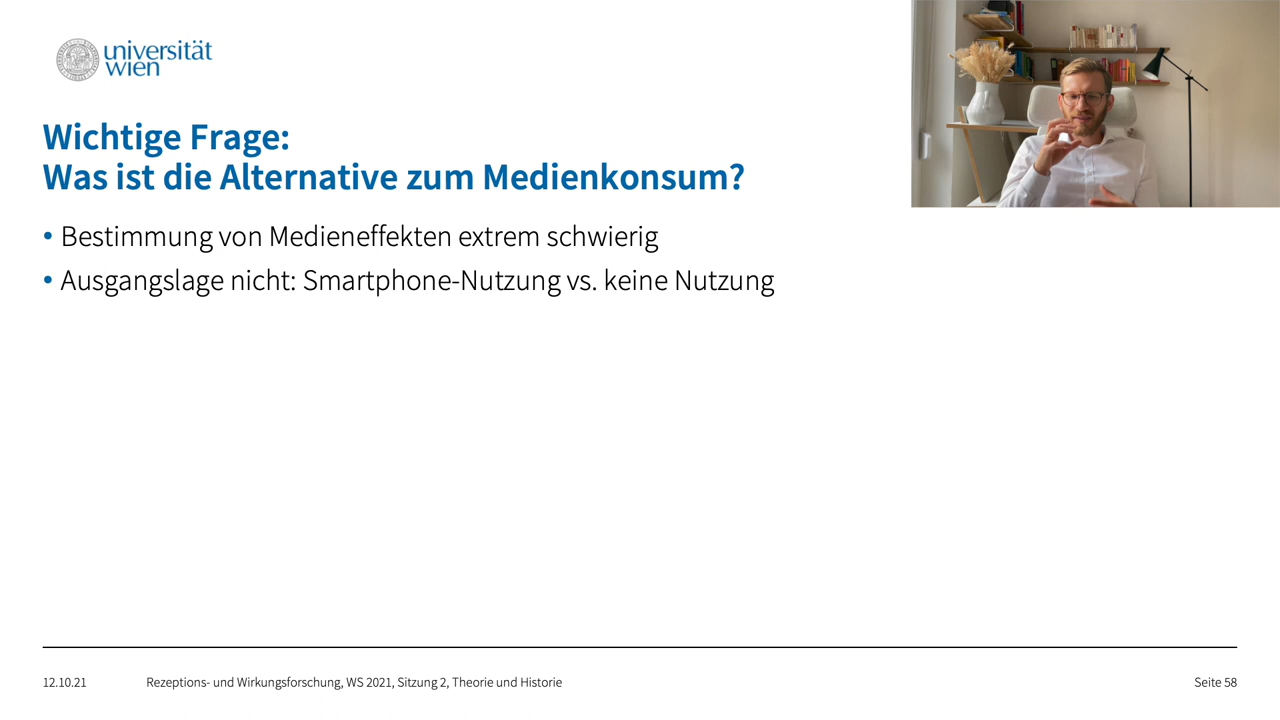 universität
wien
Wichtige Frage:
Was ist die Alternative zum Medienkonsum?
• Bestimmung von Medieneffekten extrem schwierig
• Ausgangslage nicht: Smartphone-Nutzung vs. keine Nutzung
12.10.21 Rezeptions- und Wirkungsforschung, WS 2021, Sitzung 2, Theorie und Historie Seite 58